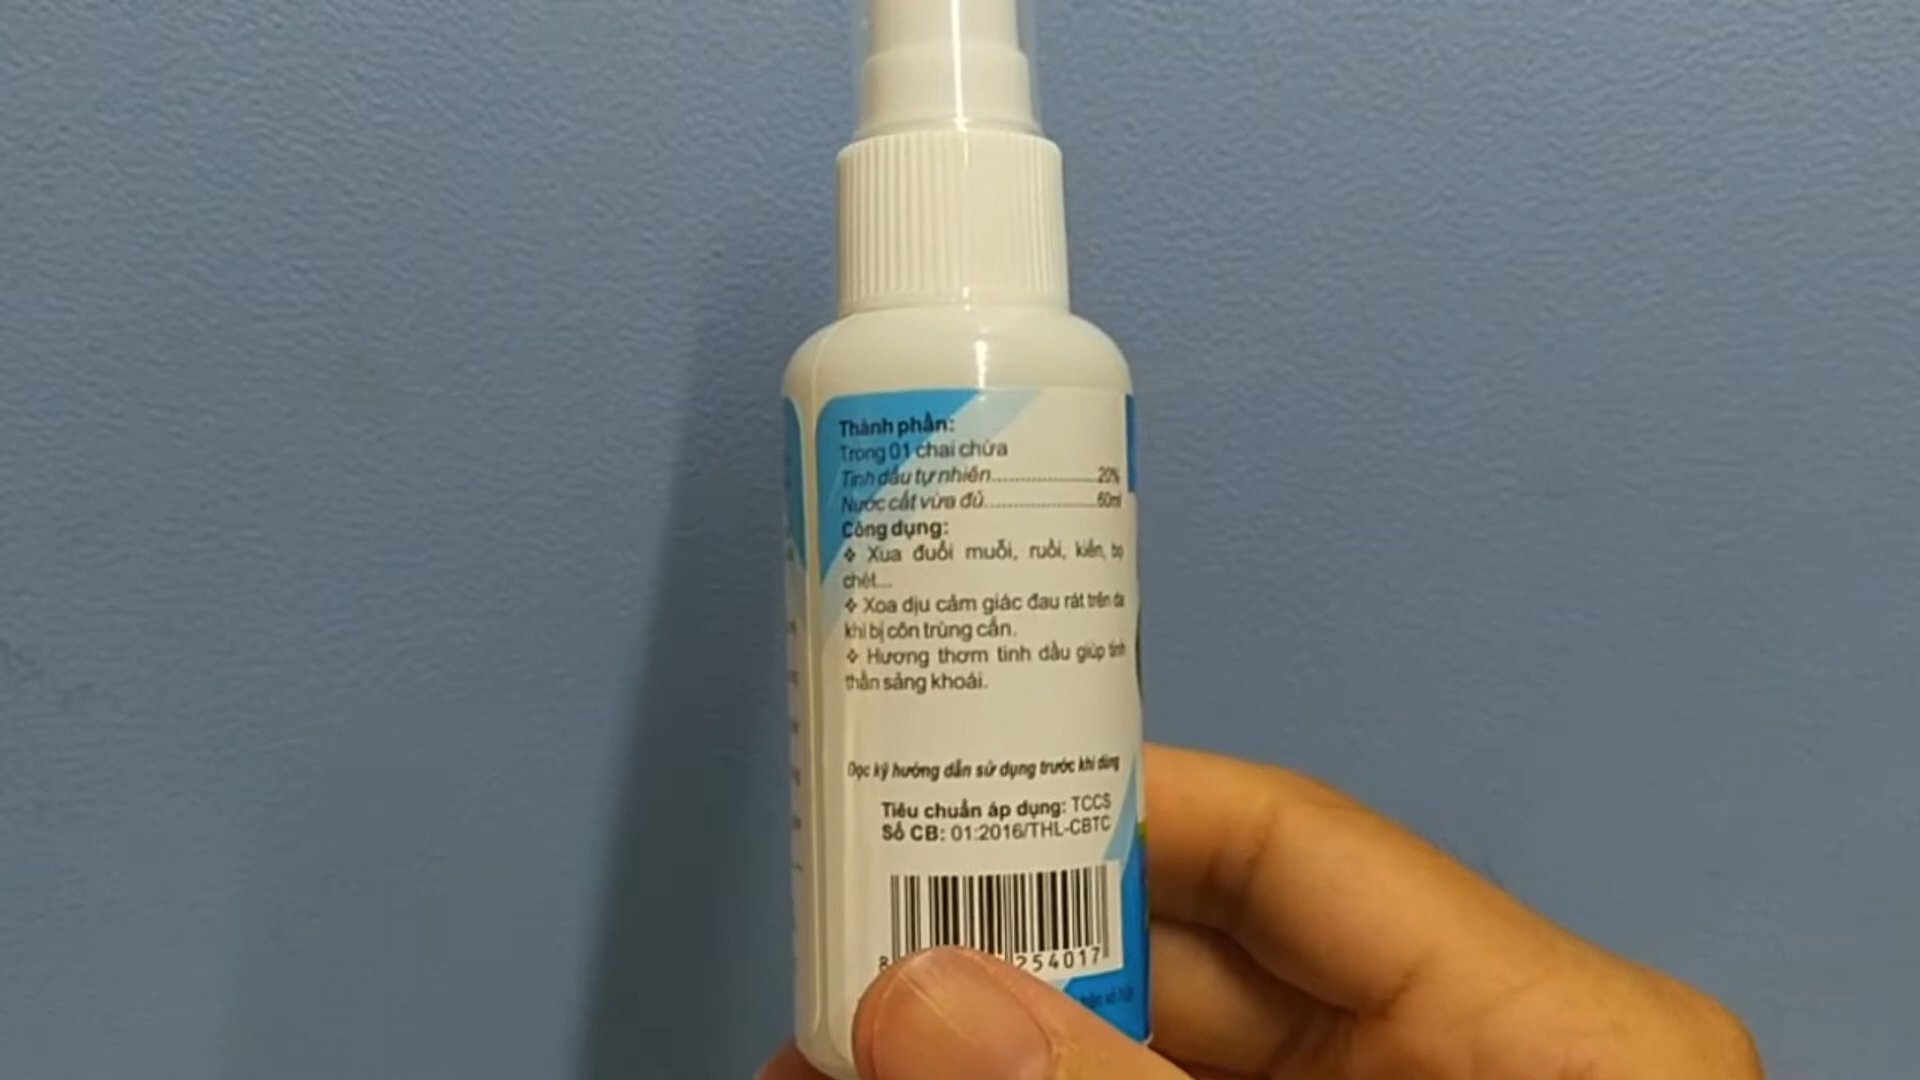 Thành phần:
Trong 01 chai chứa
Tinh dầu tự nhiên....................20%
Nước cất vừa đủ......................60ml
Công dụng:
❖ Xua đuổi muỗi, ruồi, kiến, bọ
chét...
❖ Xoa dịu cảm giác đau rát trên da
khi bị côn trùng cắn.
❖ Hương thơm tinh dầu giúp tinh
thần sảng khoái.
Đọc kỹ hướng dẫn sử dụng trước khi dùng
Tiêu chuẩn áp dụng: TCCS
Số CB: 01:2016/THL-CBTC
8 254017